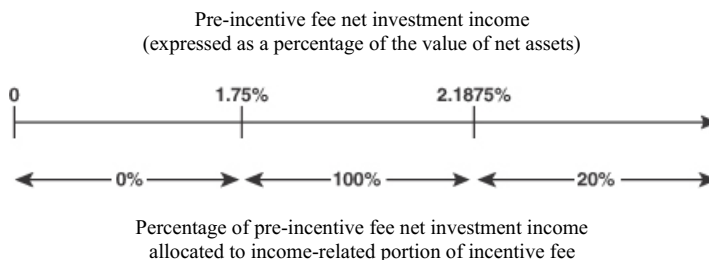 Pre-incentive fee net investment income
(expressed as a percentage of the value of net assets)
0 1.75% 2.1875%
0% 100% 20%
Percentage of pre-incentive fee net investment income
allocated to income-related portion of incentive fee